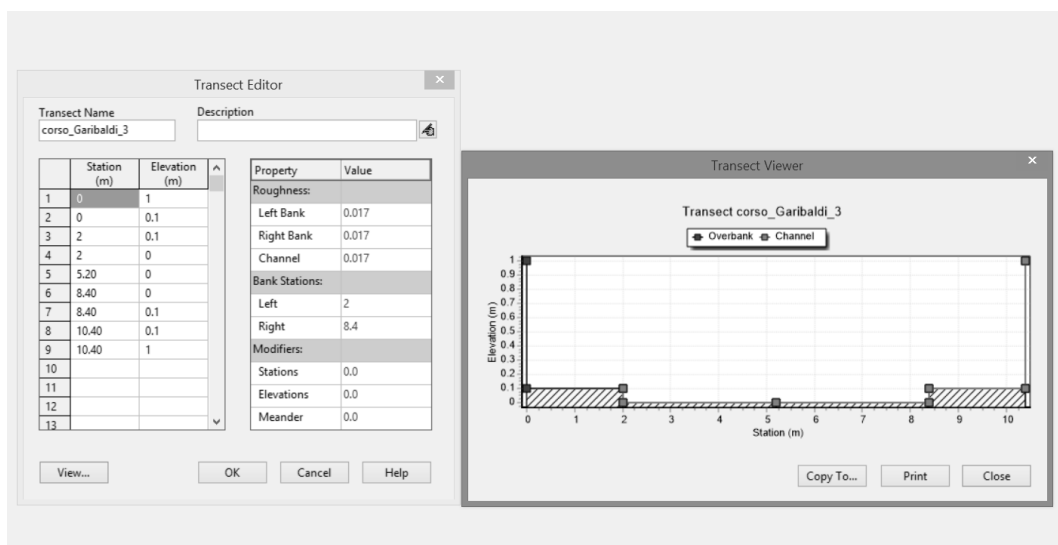 Transect Editor
Transect Name Description
corso_Garibaldi_3
Station (m) Elevation (m)
1 0 1
2 0 0.1
3 2 0.1
4 2 0
5 5.20 0
6 8.40 0
7 8.40 0.1
8 10.40 0.1
9 10.40 1
10
11
12
13
Property Value
Roughness:
Left Bank 0.017
Right Bank 0.017
Channel 0.017
Bank Stations:
Left 2
Right 8.4
Modifiers:
Stations 0.0
Elevations 0.0
Meander 0.0
View... OK Cancel Help
Transect Viewer
Transect corso_Garibaldi_3
Overbank Channel
Elevation (m)
1
0.9
0.8
0.7
0.6
0.5
0.4
0.3
0.2
0.1
0
0 1 2 3 4 5 6 7 8 9 10
Station (m)
Copy To... Print Close